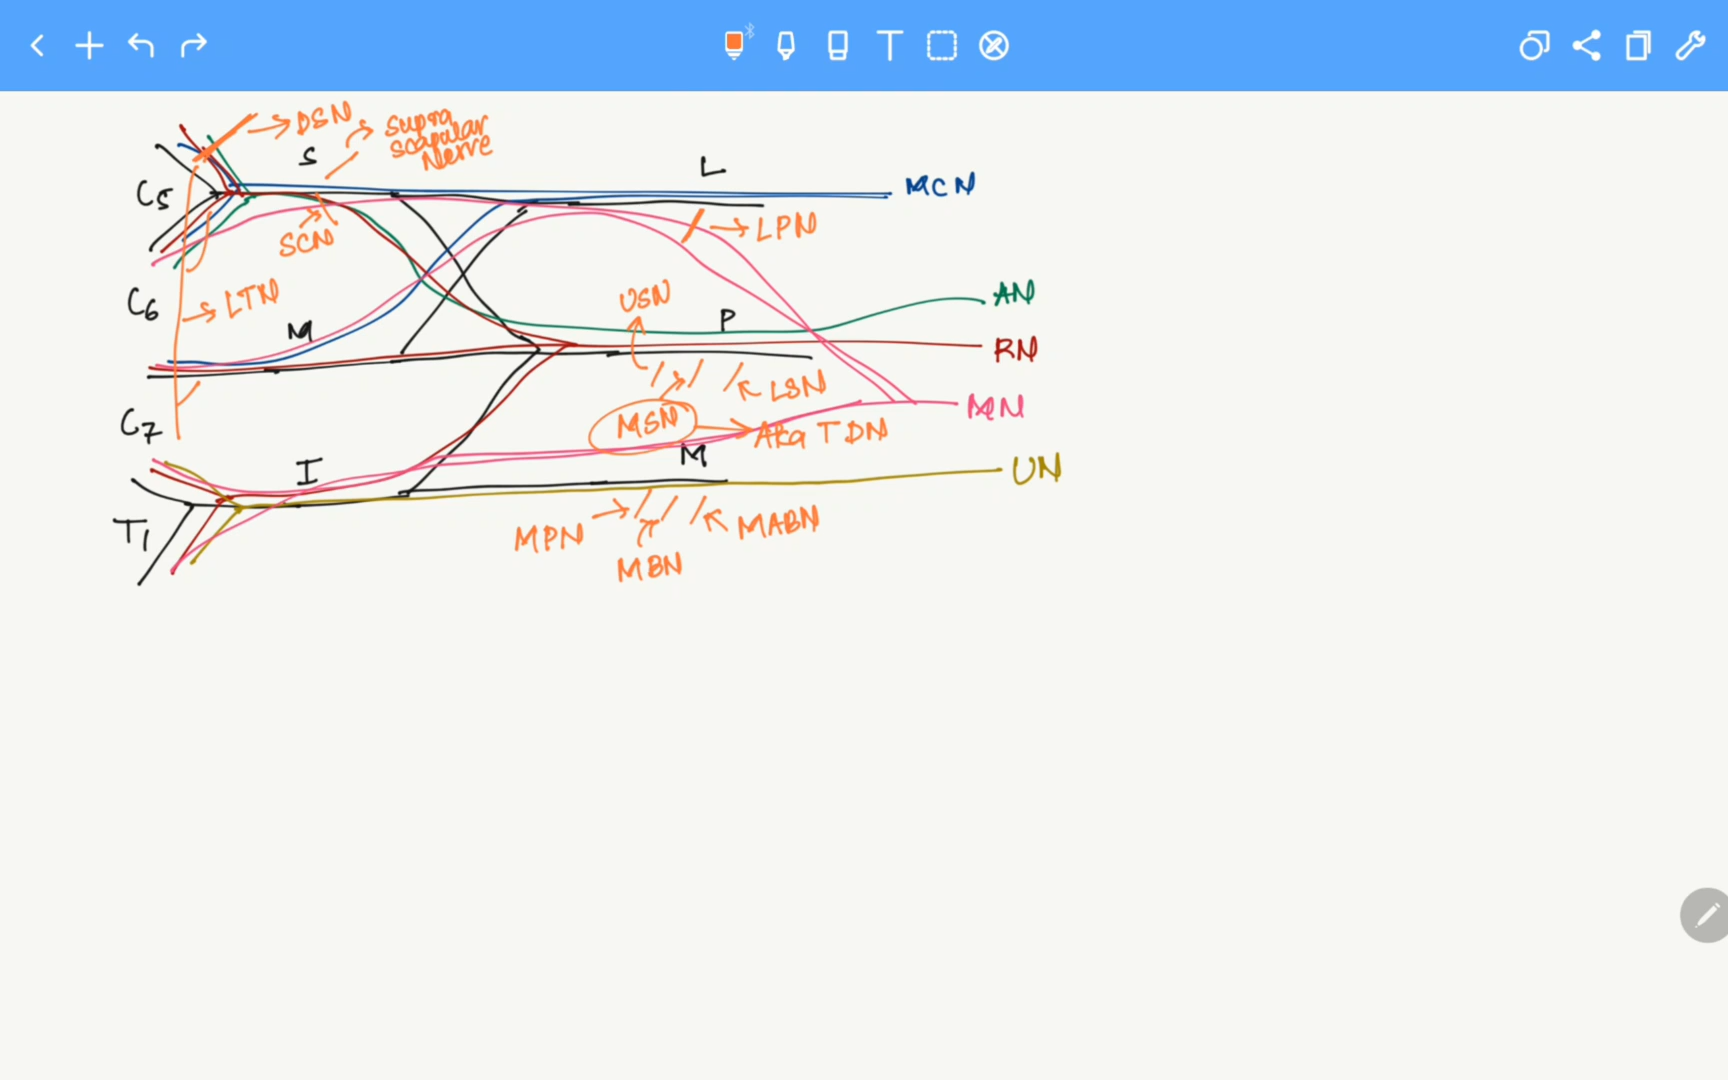 DSN
Supra
scapular
Nerve
S
L
C5
MCN
SCN
LPN
C6
LTN
USN
AN
M
P
RN
LSN
MN
C7
MSN
Aka TDN
M
I
UN
T1
MPN
MABN
MBN